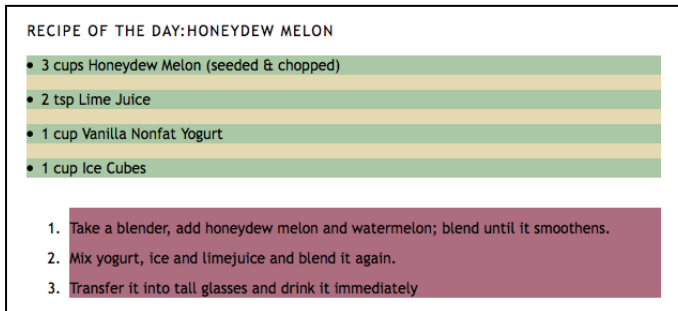 RECIPE OF THE DAY:HONEYDEW MELON
• 3 cups Honeydew Melon (seeded & chopped)
• 2 tsp Lime Juice
• 1 cup Vanilla Nonfat Yogurt
• 1 cup Ice Cubes
1. Take a blender, add honeydew melon and watermelon; blend until it smoothens.
2. Mix yogurt, ice and limejuice and blend it again.
3. Transfer it into tall glasses and drink it immediately